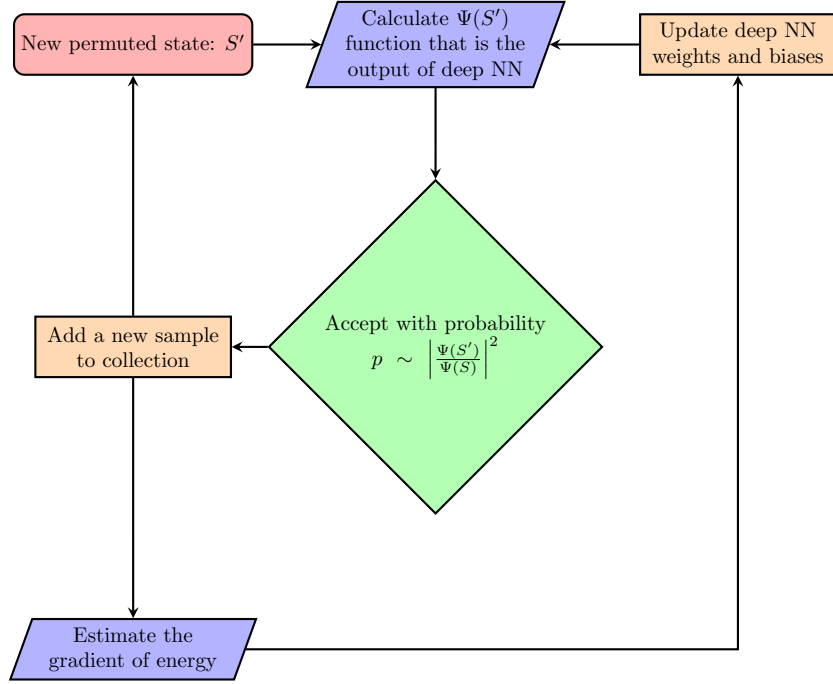 New permuted state: S′
Calculate Ψ(S′)
function that is the
output of deep NN
Update deep NN
weights and biases
Accept with probability
p ∼ |Ψ(S′)/Ψ(S)|²
Add a new sample
to collection
Estimate the
gradient of energy